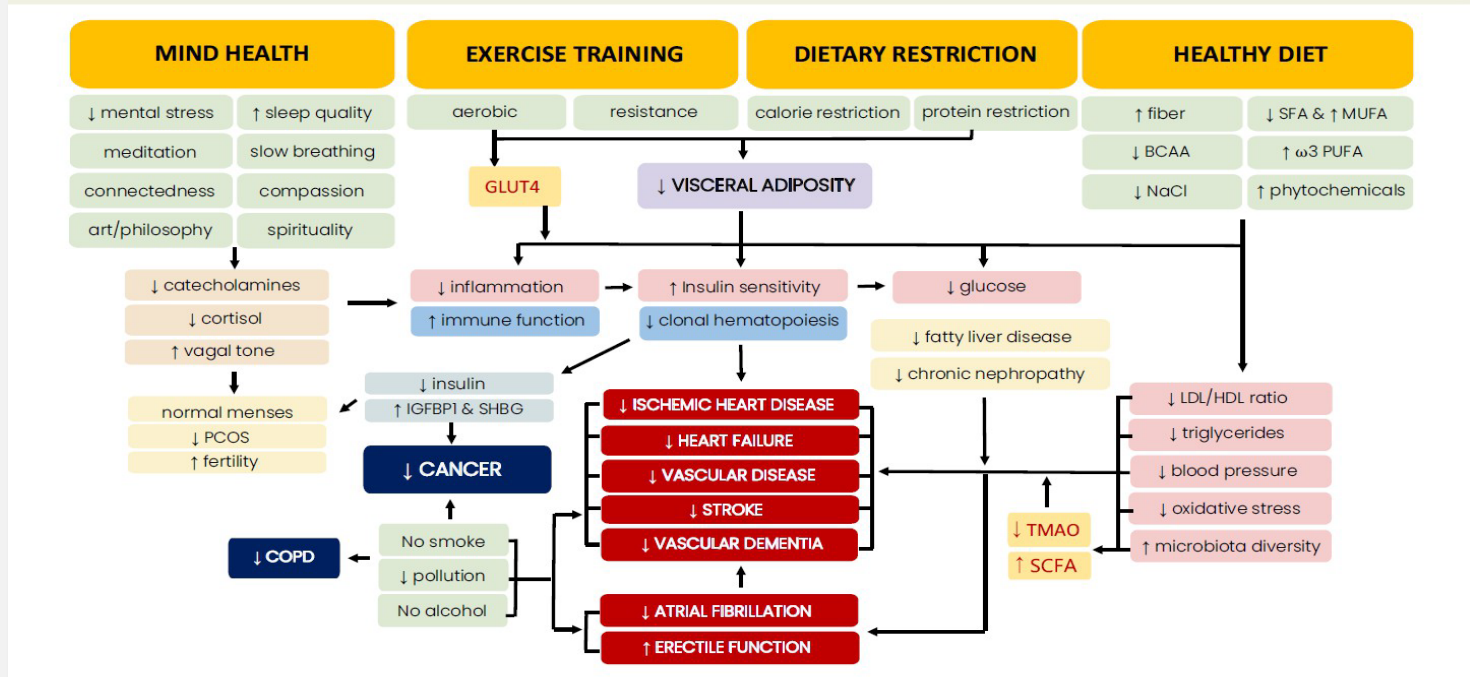 MIND HEALTH
EXERCISE TRAINING
DIETARY RESTRICTION
HEALTHY DIET
↓ mental stress
↑ sleep quality
meditation
slow breathing
connectedness
compassion
art/philosophy
spirituality
aerobic
resistance
calorie restriction
protein restriction
↑ fiber
↓ SFA & ↑ MUFA
↓ BCAA
↑ ω3 PUFA
↓ NaCl
↑ phytochemicals
GLUT4
↓ VISCERAL ADIPOSITY
↓ catecholamines
↓ cortisol
↑ vagal tone
↓ inflammation
↑ immune function
↑ Insulin sensitivity
↓ clonal hematopoiesis
↓ glucose
↓ fatty liver disease
↓ chronic nephropathy
normal menses
↓ PCOS
↑ fertility
↓ insulin
↑ IGFBP1 & SHBG
↓ CANCER
↓ ISCHEMIC HEART DISEASE
↓ HEART FAILURE
↓ VASCULAR DISEASE
↓ STROKE
↓ VASCULAR DEMENTIA
↓ LDL/HDL ratio
↓ triglycerides
↓ blood pressure
↓ oxidative stress
↑ microbiota diversity
↓ TMAO
↑ SCFA
↓ COPD
No smoke
↓ pollution
No alcohol
↓ ATRIAL FIBRILLATION
↑ ERECTILE FUNCTION